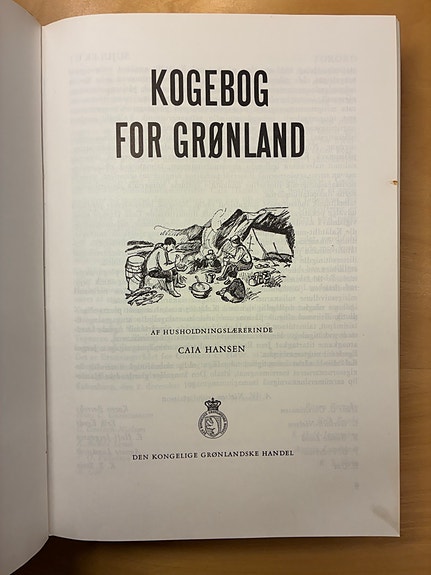 KOGEBOG
FOR GRØNLAND
AF HUSHOLDNINGSLÆRERINDE
CAIA HANSEN
DEN KONGELIGE GRØNLANDSKE HANDEL